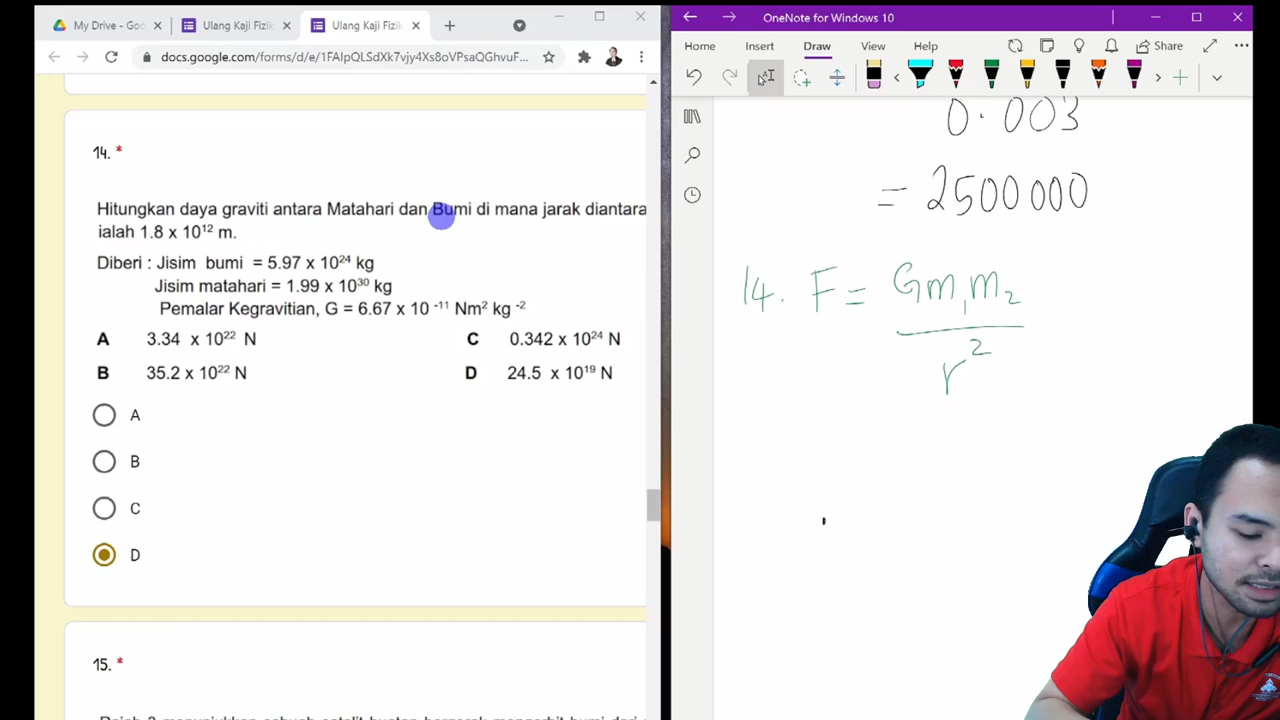 My Drive - Goo
Ulang Kaji Fizik
Ulang Kaji Fizik
docs.google.com/forms/d/e/1FAIpQLSdXk7vjy4Xs8oVPsaQGhvuF...
14. *
Hitungkan daya graviti antara Matahari dan Bumi di mana jarak diantara
ialah 1.8 x 10¹² m.
Diberi : Jisim bumi = 5.97 x 10²⁴ kg
Jisim matahari = 1.99 x 10³⁰ kg
Pemalar Kegravitian, G = 6.67 x 10 ⁻¹¹ Nm² kg ⁻²
A 3.34 x 10²² N C 0.342 x 10²⁴ N
B 35.2 x 10²² N D 24.5 x 10¹⁹ N
A
B
C
D
15. *
OneNote for Windows 10
Home Insert Draw View Help Share
0.003
= 2500000
14. F = Gm₁m₂
r²